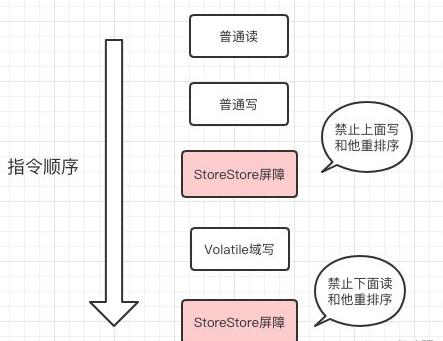 普通读
普通写
禁止上面写
和他重排序
指令顺序
StoreStore屏障
Volatile域写
禁止下面读
和他重排序
StoreStore屏障